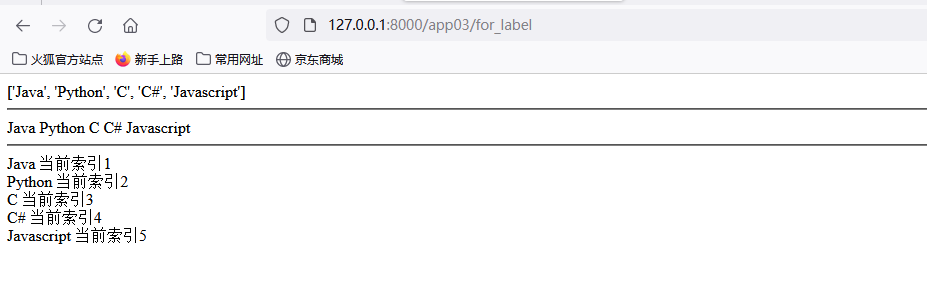 127.0.0.1:8000/app03/for_label
火狐官方站点 新手上路 常用网址 京东商城
['Java', 'Python', 'C', 'C#', 'Javascript']
Java Python C C# Javascript
Java 当前索引1
Python 当前索引2
C 当前索引3
C# 当前索引4
Javascript 当前索引5